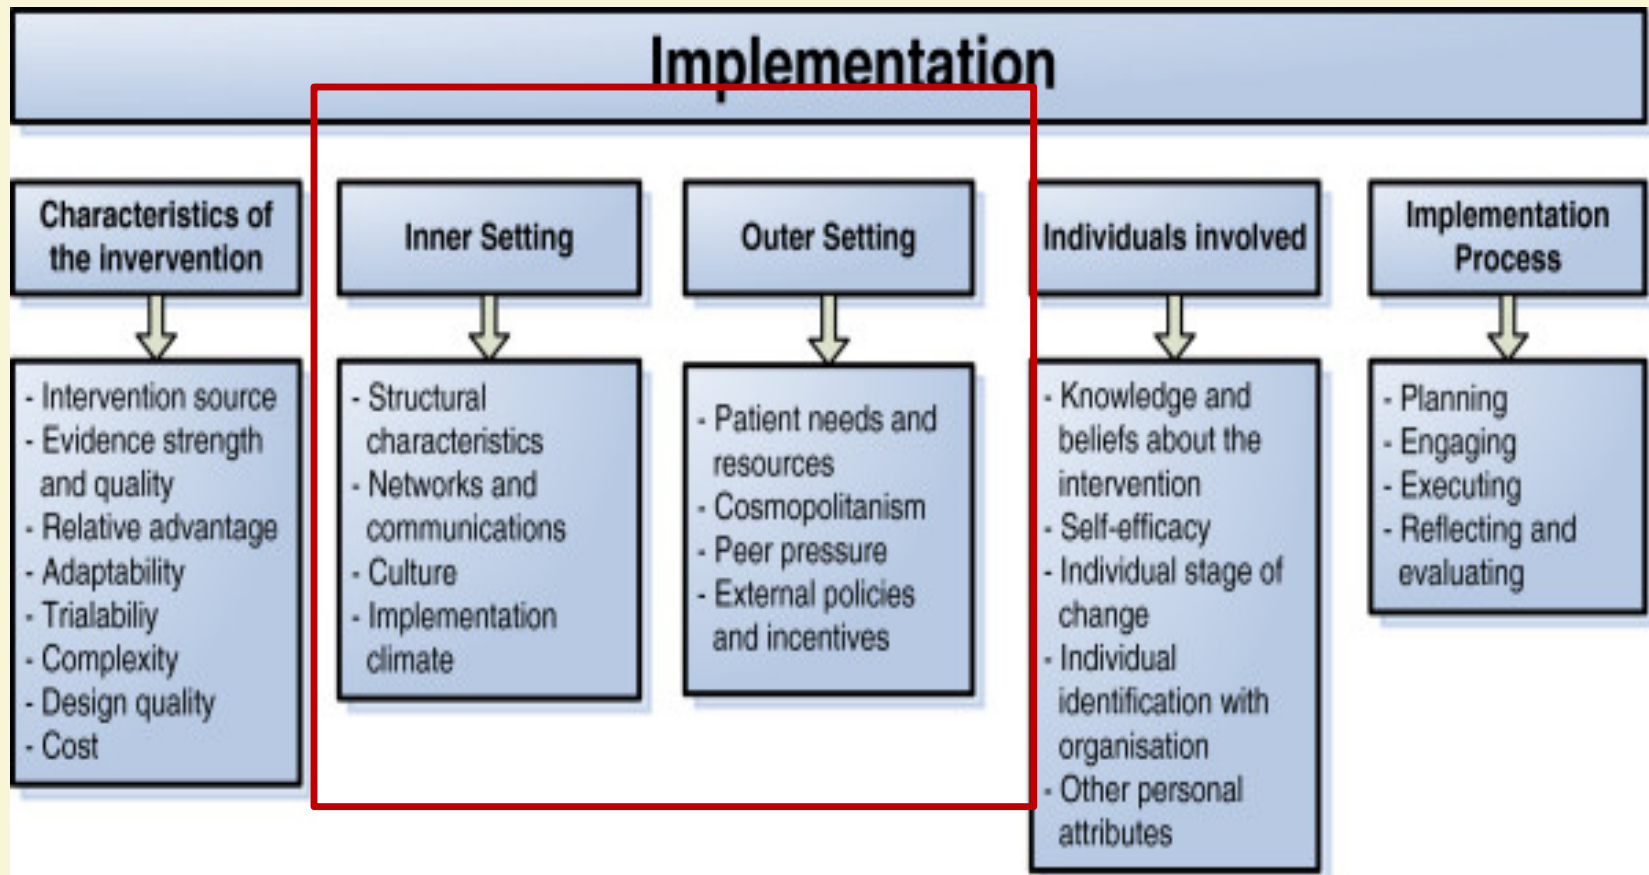 Implementation
Characteristics of
the invervention
- Intervention source
- Evidence strength
and quality
- Relative advantage
- Adaptability
- Trialabiliy
- Complexity
- Design quality
- Cost
Inner Setting
- Structural
characteristics
- Networks and
communications
- Culture
- Implementation
climate
Outer Setting
- Patient needs and
resources
- Cosmopolitanism
- Peer pressure
- External policies
and incentives
Individuals involved
- Knowledge and
beliefs about the
intervention
- Self-efficacy
- Individual stage of
change
- Individual
identification with
organisation
- Other personal
attributes
Implementation
Process
- Planning
- Engaging
- Executing
- Reflecting and
evaluating